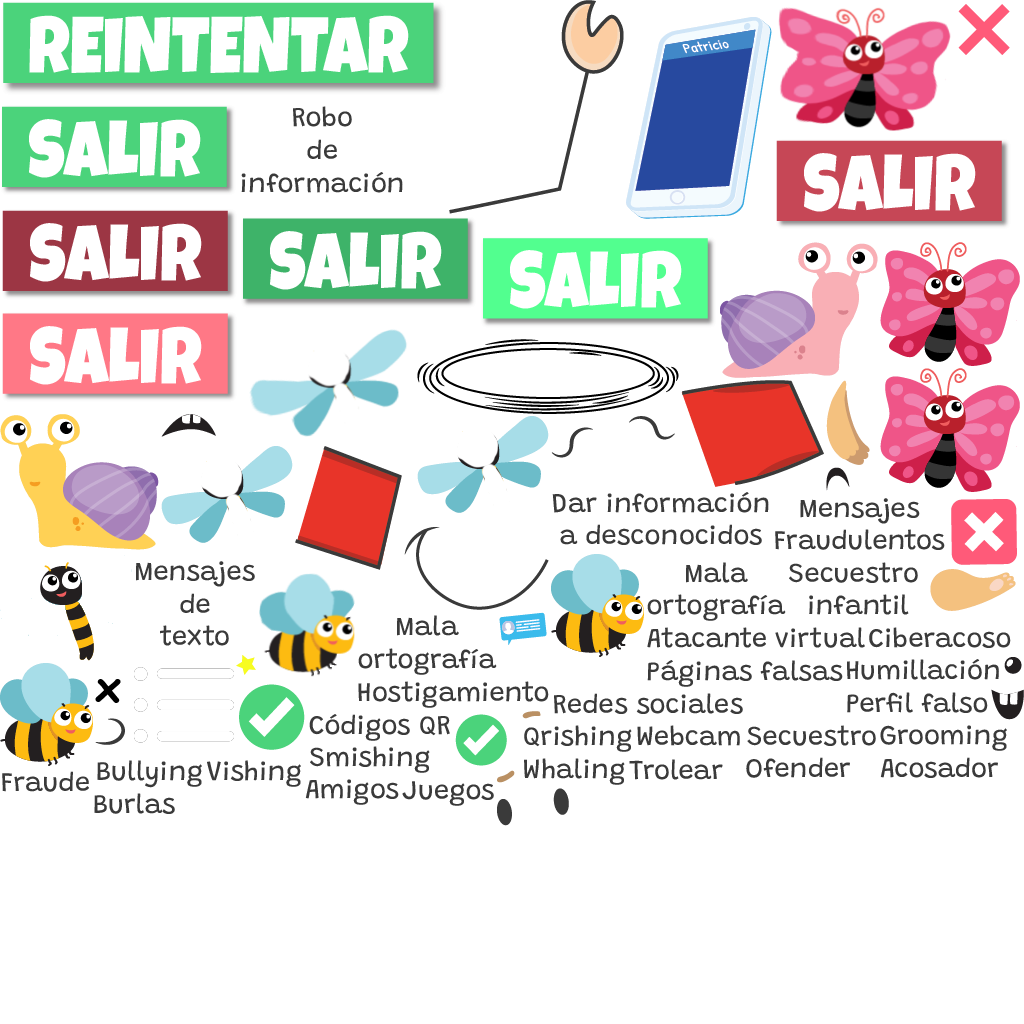 REINTENTAR
Patricio
SALIR
Robo
de
información
SALIR
SALIR
SALIR
SALIR
SALIR
Dar información
a desconocidos
Mensajes
Fraudulentos
Mensajes
de
texto
Mala
ortografía
Secuestro
infantil
Mala
ortografía
Atacante virtual
Ciberacoso
Páginas falsas
Humillación
Hostigamiento
Redes sociales
Perfil falso
Códigos QR
Qrishing
Webcam
Secuestro
Grooming
Smishing
Fraude
Bullying
Vishing
Whaling
Trolear
Ofender
Acosador
Burlas
Amigos
Juegos